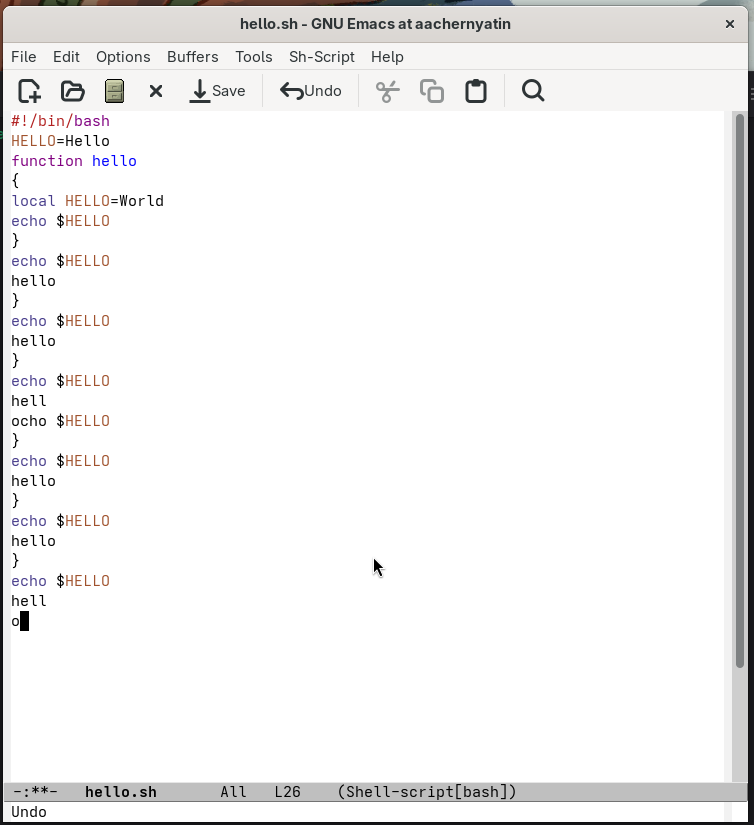 hello.sh - GNU Emacs at aachernyatin
File Edit Options Buffers Tools Sh-Script Help
Save Undo
#!/bin/bash
HELLO=Hello
function hello
{
local HELLO=World
echo $HELLO
}
echo $HELLO
hello
}
echo $HELLO
hello
}
echo $HELLO
hell
ocho $HELLO
}
echo $HELLO
hello
}
echo $HELLO
hello
}
echo $HELLO
hell
o
-:**- hello.sh All L26 (Shell-script[bash])
Undo